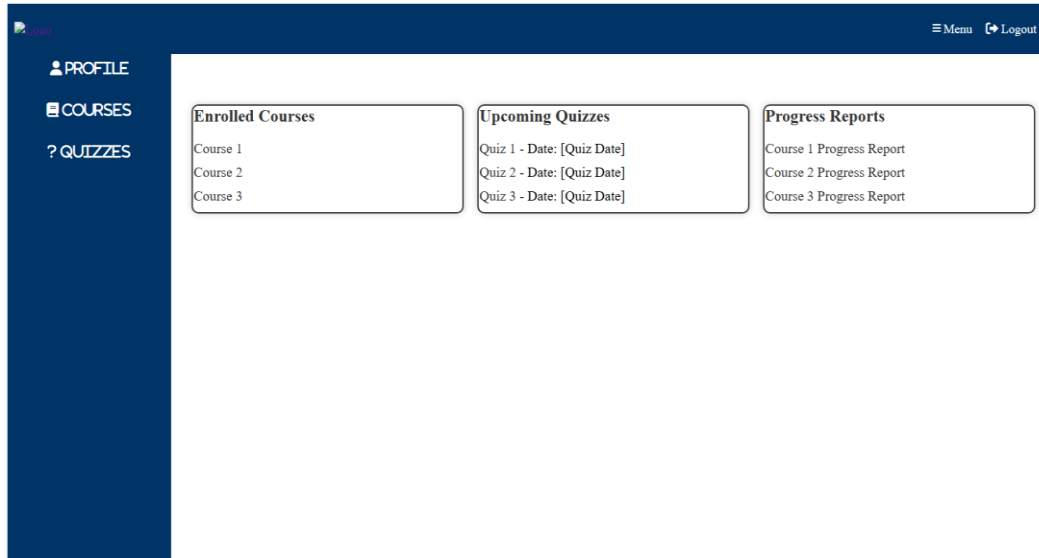 Logo
Menu Logout
PROFILE
COURSES
? QUIZZES
Enrolled Courses
Course 1
Course 2
Course 3
Upcoming Quizzes
Quiz 1 - Date: [Quiz Date]
Quiz 2 - Date: [Quiz Date]
Quiz 3 - Date: [Quiz Date]
Progress Reports
Course 1 Progress Report
Course 2 Progress Report
Course 3 Progress Report